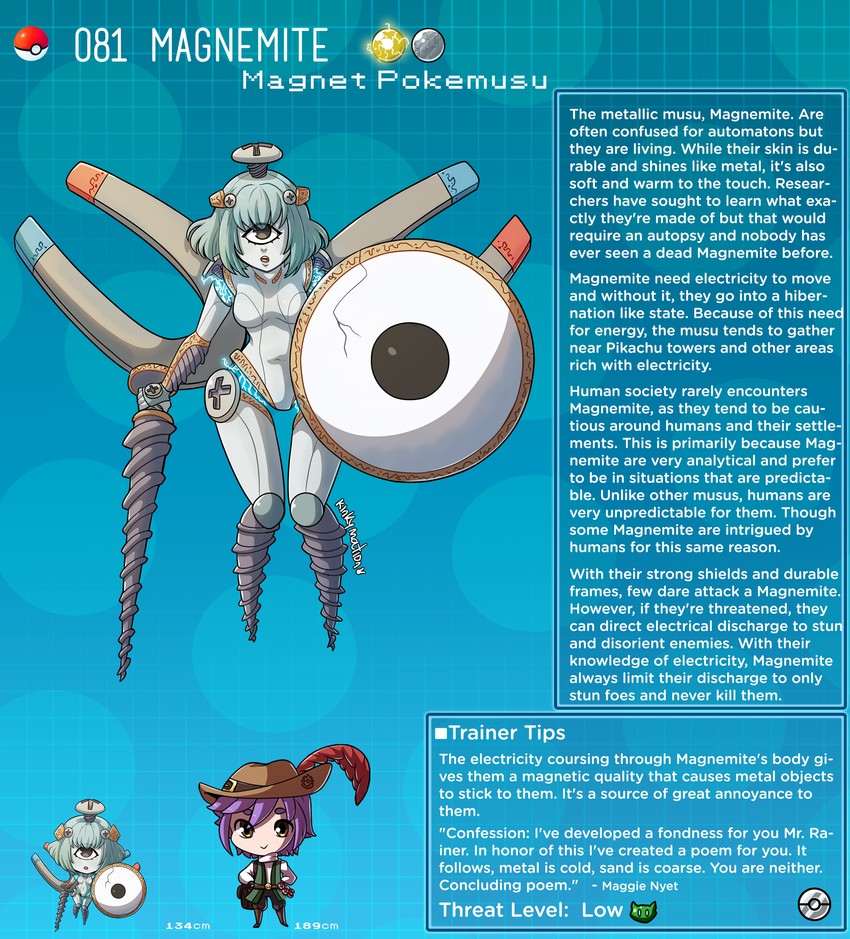 081 MAGNEMITE
Magnet Pokemusu
The metallic musu, Magnemite. Are
often confused for automatons but
they are living. While their skin is du-
rable and shines like metal, it's also
soft and warm to the touch. Resear-
chers have sought to learn what exa-
ctly they're made of but that would
require an autopsy and nobody has
ever seen a dead Magnemite before.
Magnemite need electricity to move
and without it, they go into a hiber-
nation like state. Because of this need
for energy, the musu tends to gather
near Pikachu towers and other areas
rich with electricity.
Human society rarely encounters
Magnemite, as they tend to be cau-
tious around humans and their settle-
ments. This is primarily because Mag-
nemite are very analytical and prefer
to be in situations that are predicta-
ble. Unlike other musus, humans are
very unpredictable for them. Though
some Magnemite are intrigued by
humans for this same reason.
With their strong shields and durable
frames, few dare attack a Magnemite.
However, if they're threatened, they
can direct electrical discharge to stun
and disorient enemies. With their
knowledge of electricity, Magnemite
always limit their discharge to only
stun foes and never kill them.
kinkymation
■Trainer Tips
The electricity coursing through Magnemite's body gi-
ves them a magnetic quality that causes metal objects
to stick to them. It's a source of great annoyance to
them.
"Confession: I've developed a fondness for you Mr. Ra-
iner. In honor of this I've created a poem for you. It
follows, metal is cold, sand is coarse. You are neither.
Concluding poem." - Maggie Nyet
Threat Level: Low
134cm
189cm